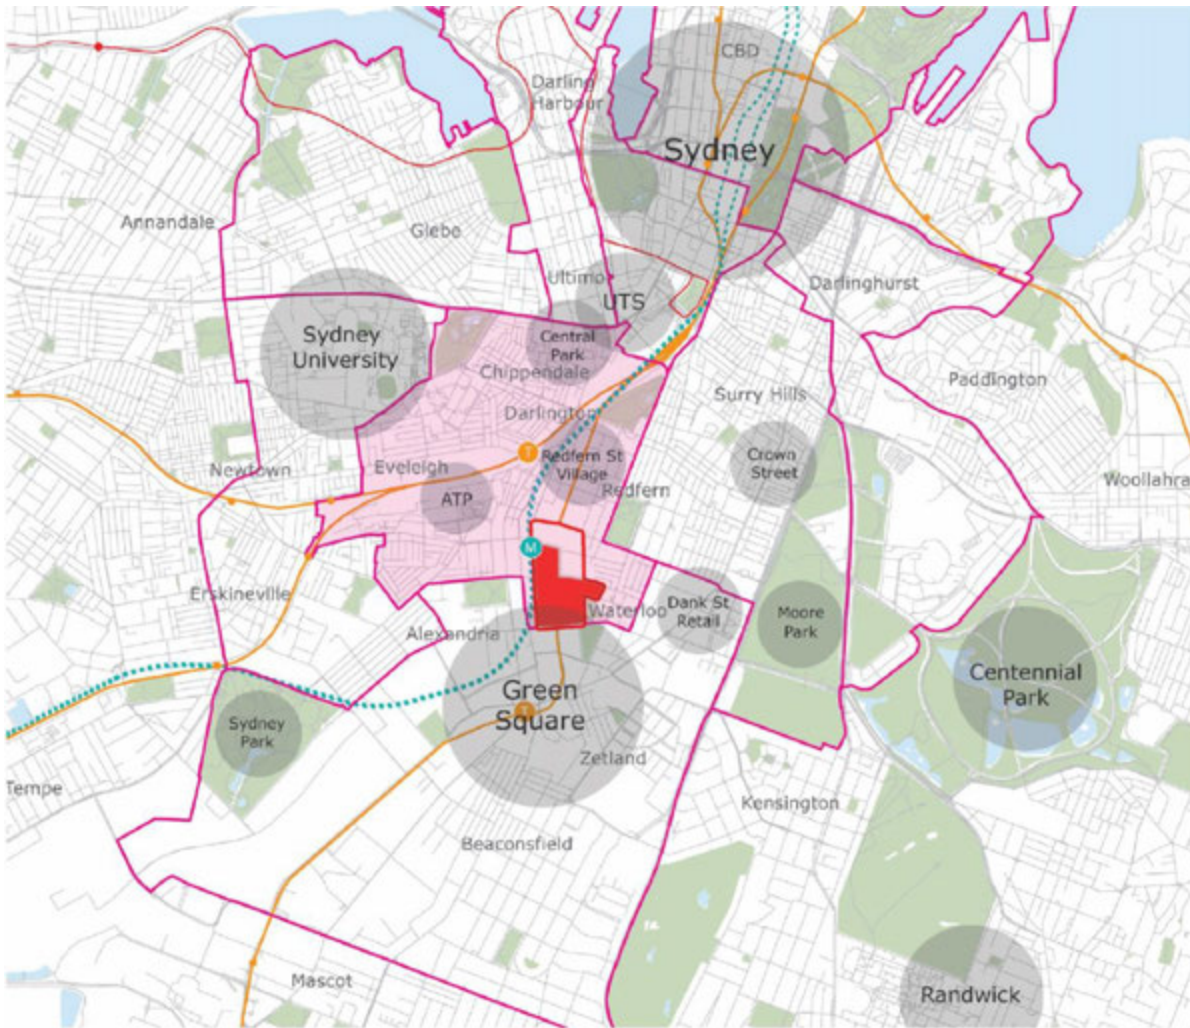 CBD
Darling
Harbour
Sydney
Annandale
Glebe
Ultimo
UTS
Darlinghurst
Sydney
University
Central
Park
Chippendale
Paddington
Surry Hills
Darlington
Newtown
Eveleigh
T
Redfern St
Village
Crown
Street
Woollahra
ATP
Redfern
M
Erskineville
Waterloo
Dank St
Retail
Moore
Park
Alexandria
Centennial
Park
Green
Square
T
Sydney
Park
Zetland
Tempe
Kensington
Beaconsfield
Mascot
Randwick